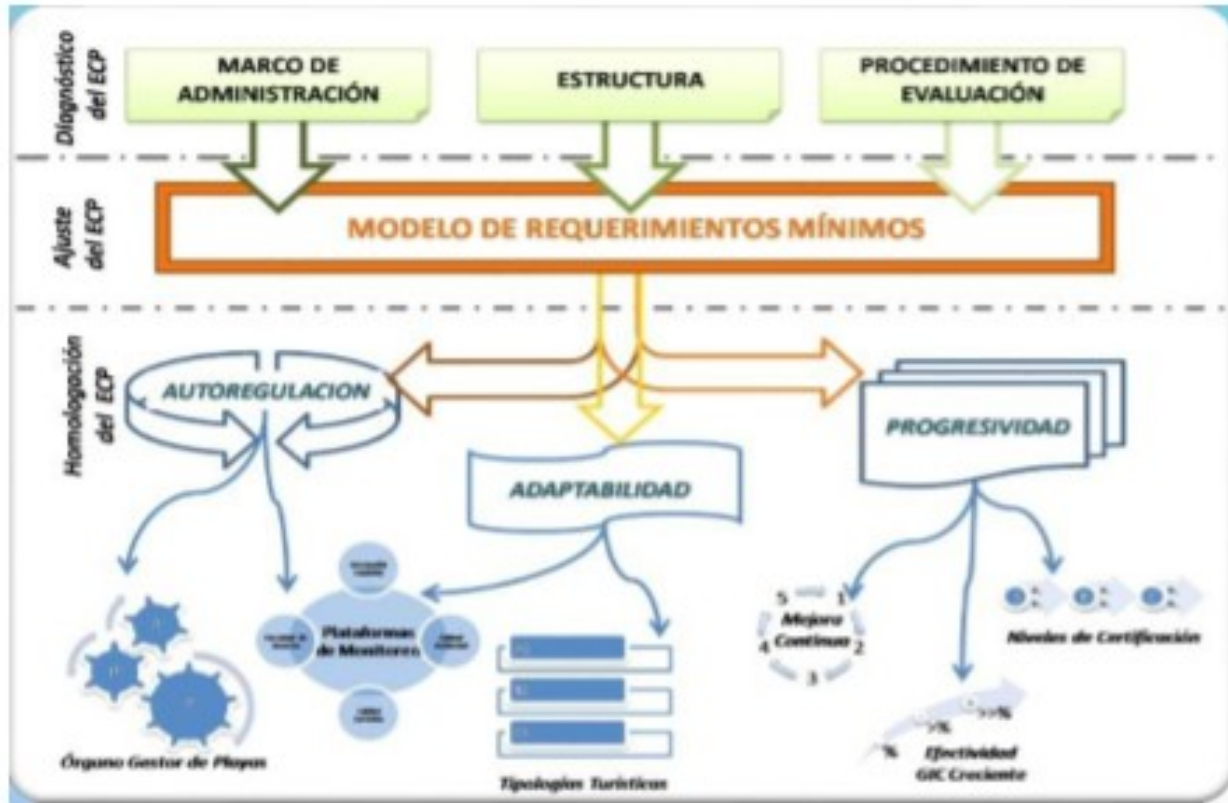 Diagnóstico
del ECP
MARCO DE
ADMINISTRACIÓN
ESTRUCTURA
PROCEDIMIENTO DE
EVALUACIÓN
Ajuste
del ECP
MODELO DE REQUERIMIENTOS MÍNIMOS
Homologación
del ECP
AUTOREGULACION
ADAPTABILIDAD
PROGRESIVIDAD
Órgano Gestor de Playas
Plataformas
de Monitoreo
Tipologías Turísticas
5 1
Mejora
Continua
4 2
3
Niveles de Certificación
% >% >>%
Efectividad
GIC Creciente